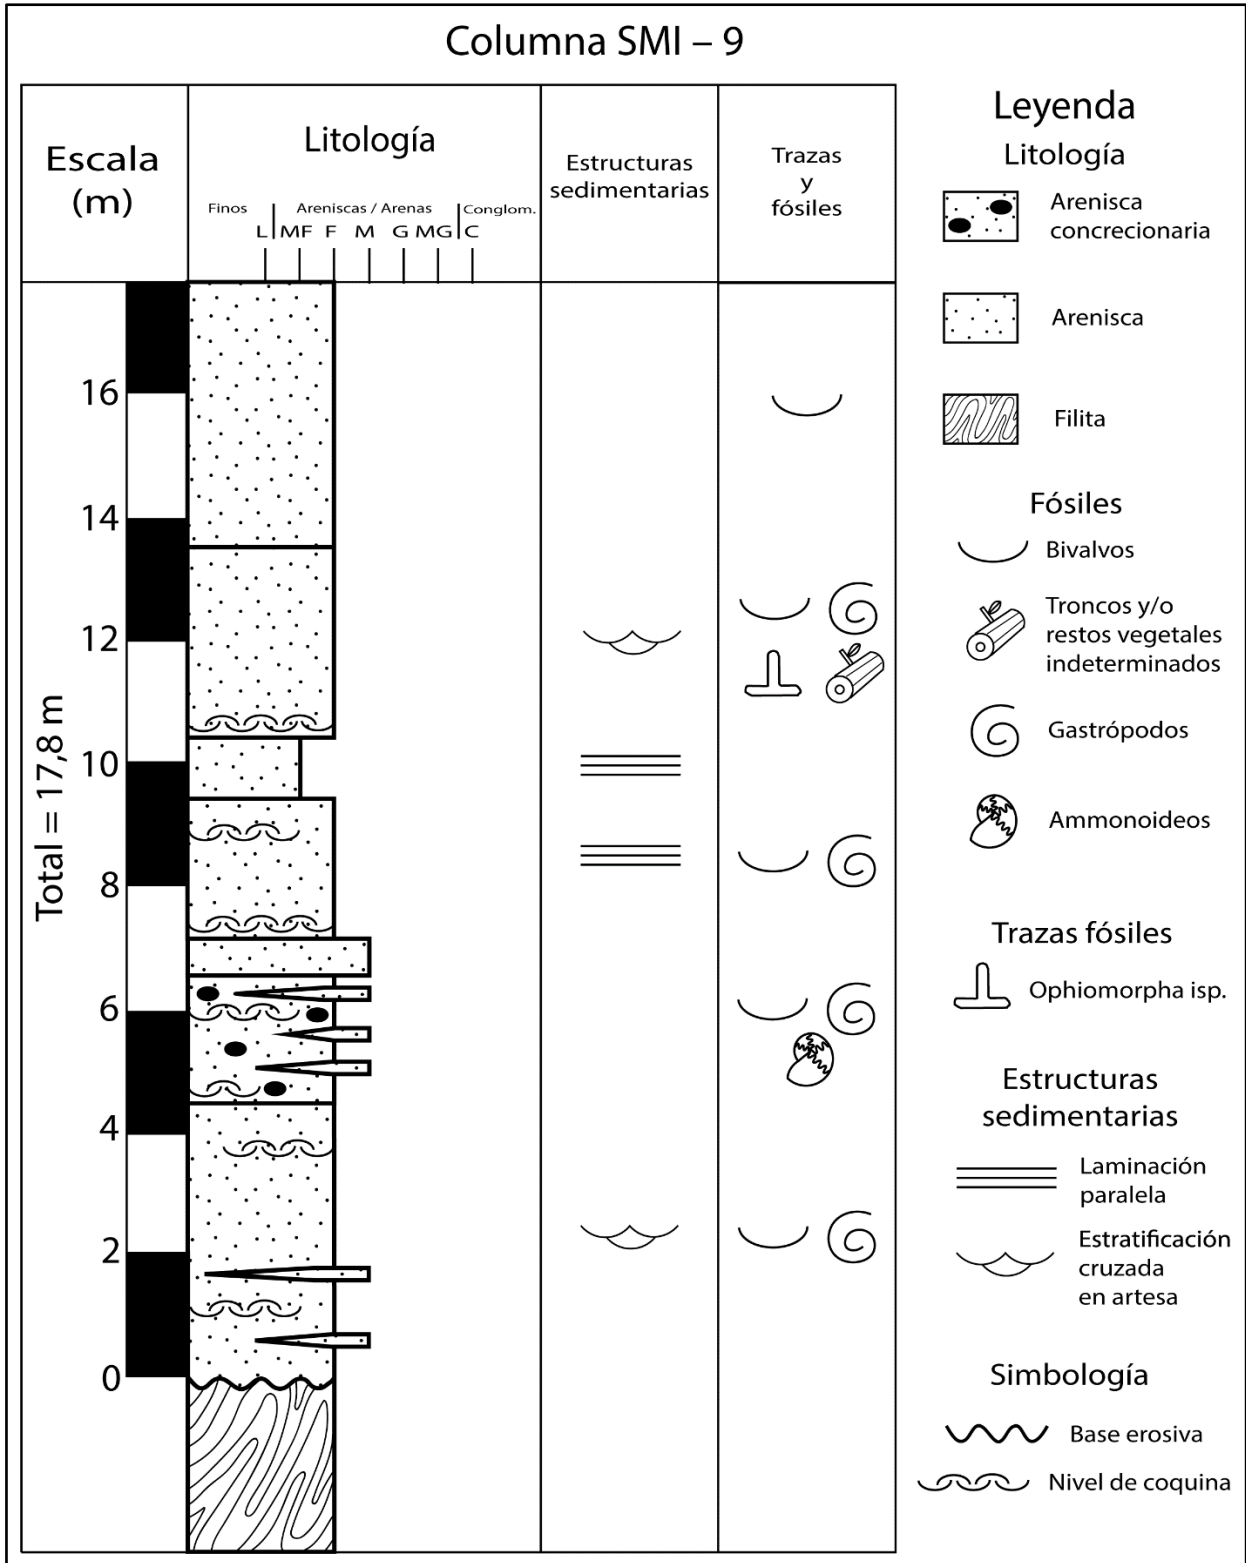 Columna SMI – 9
Escala
(m)
Litología
Finos
Areniscas / Arenas
Conglom.
L MF F M G MG C
Estructuras
sedimentarias
Trazas
y
fósiles
16
14
12
10
8
6
4
2
0
Total = 17,8 m
Leyenda
Litología
Arenisca
concrecionaria
Arenisca
Filita
Fósiles
Bivalvos
Troncos y/o
restos vegetales
indeterminados
Gastrópodos
Ammonoideos
Trazas fósiles
Ophiomorpha isp.
Estructuras
sedimentarias
Laminación
paralela
Estratificación
cruzada
en artesa
Simbología
Base erosiva
Nivel de coquina